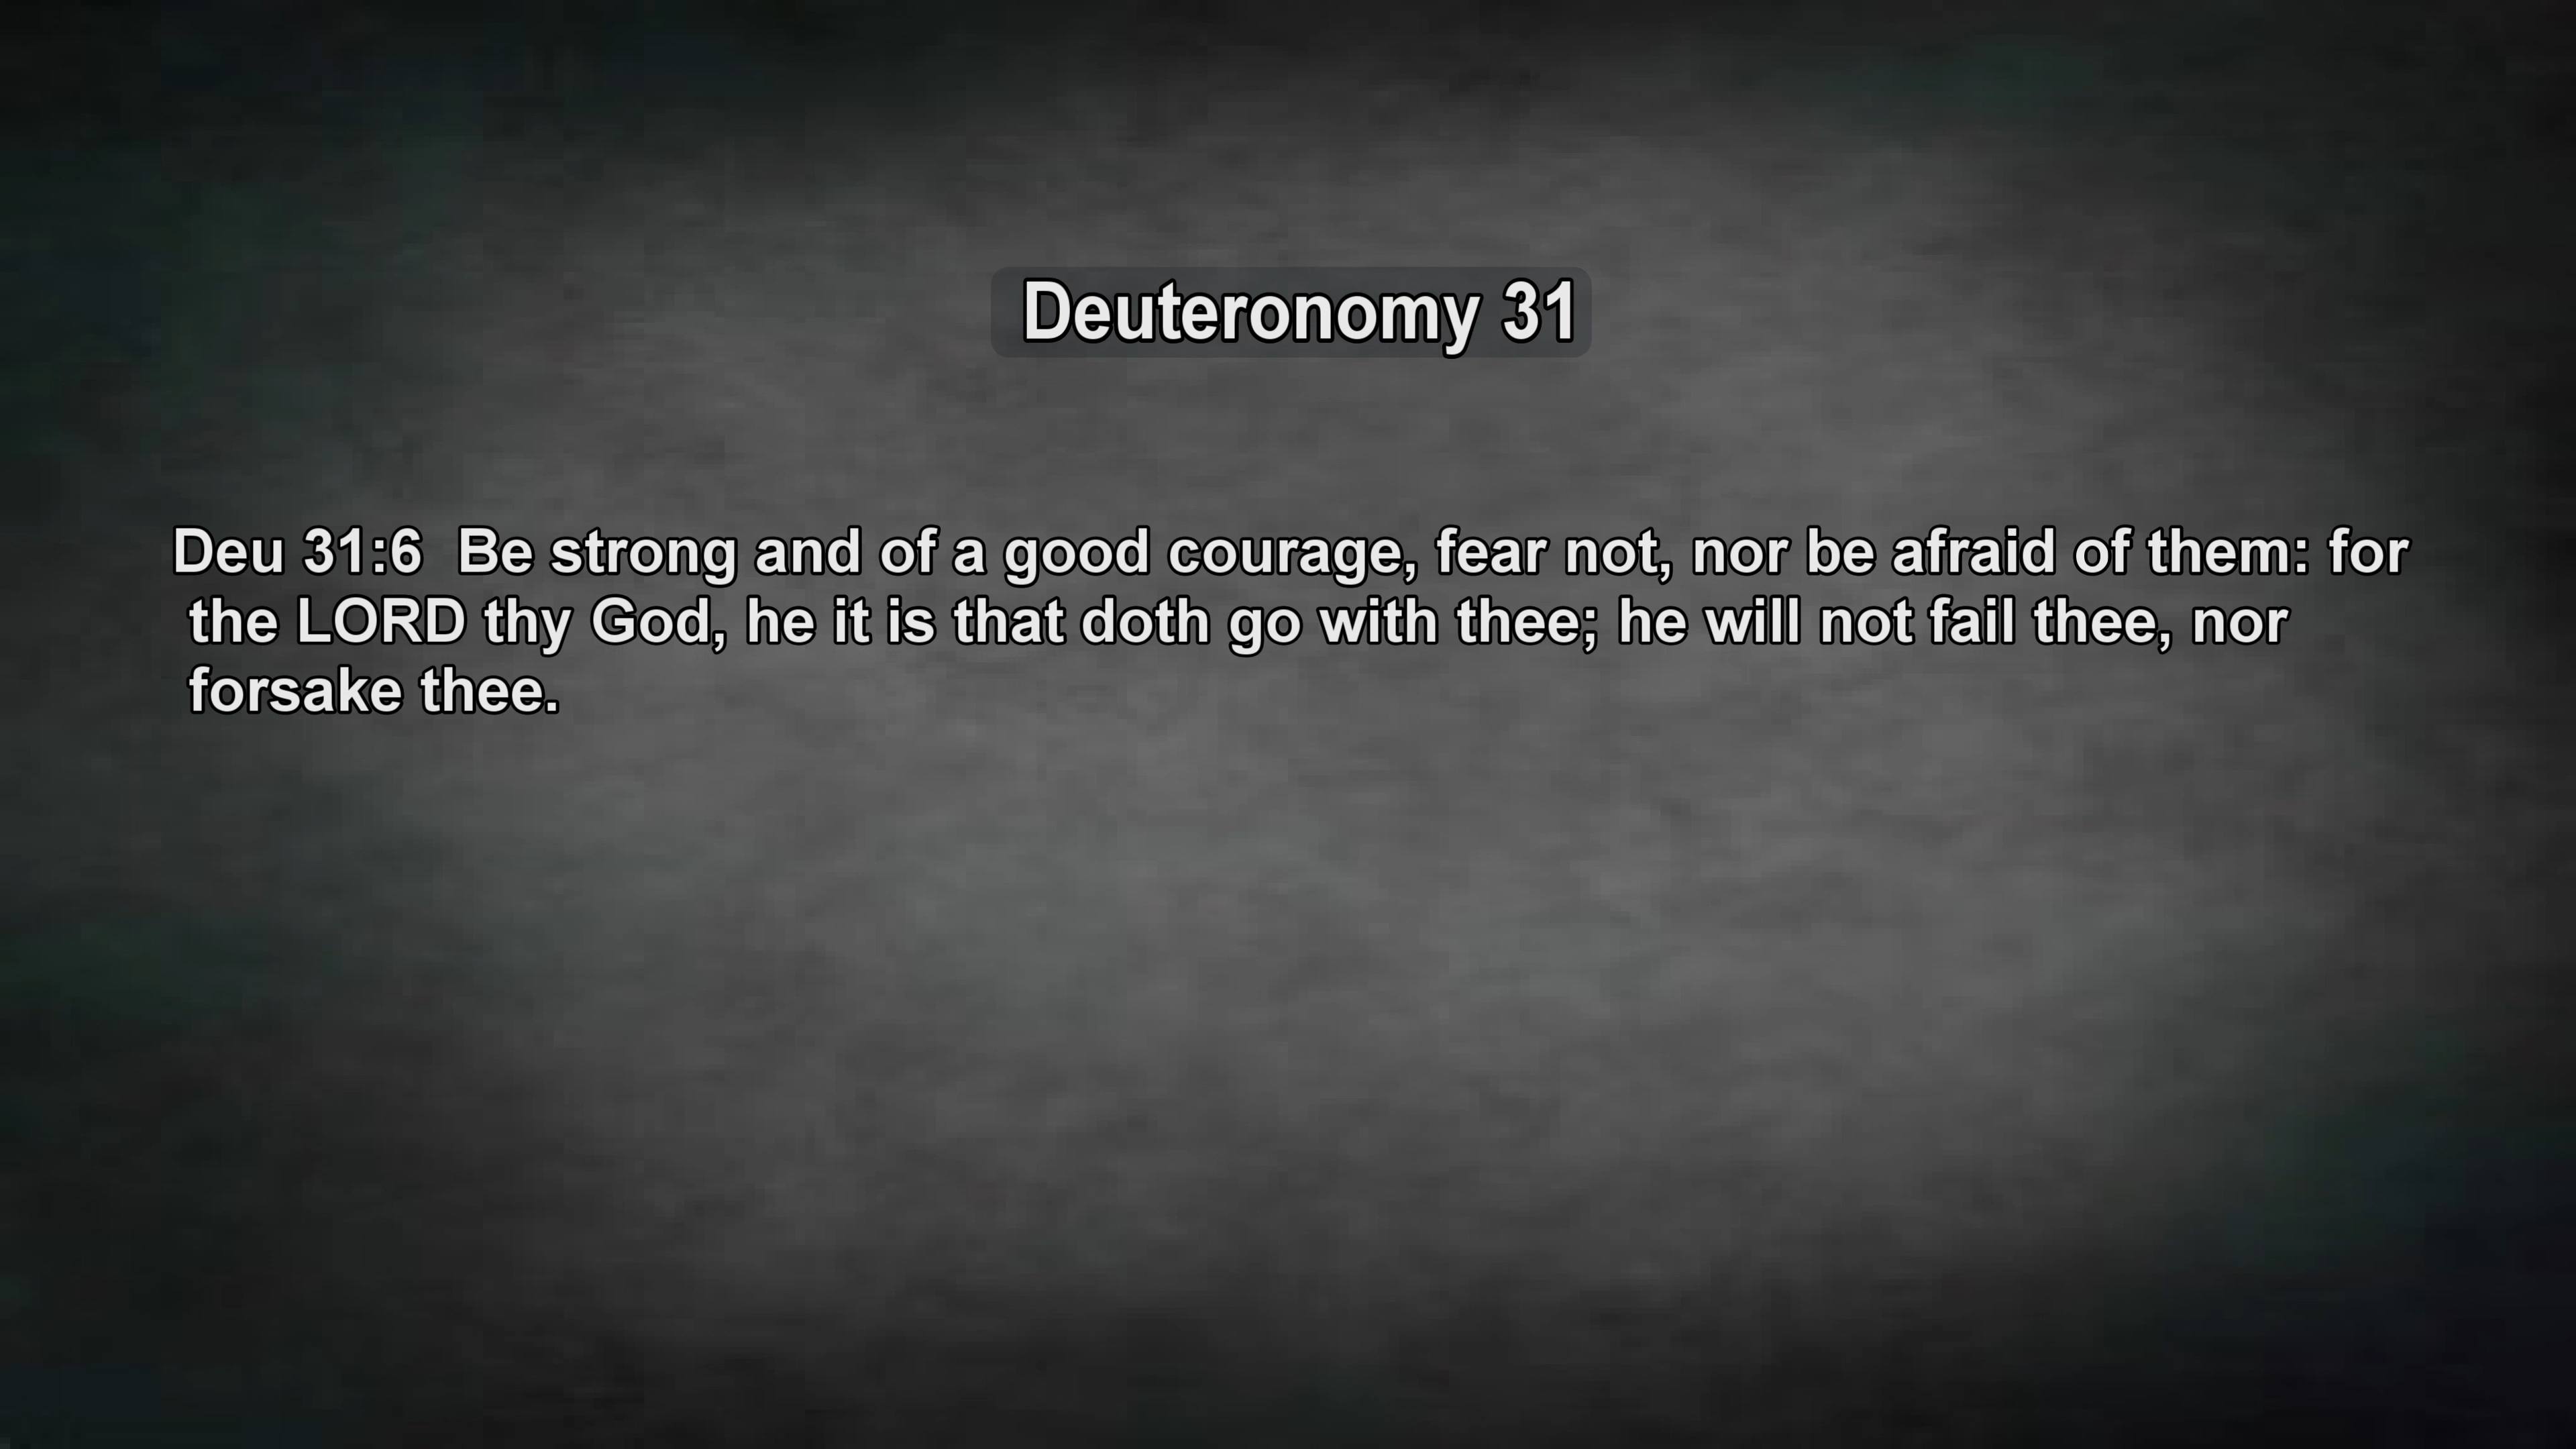 Deuteronomy 31
Deu 31:6  Be strong and of a good courage, fear not, nor be afraid of them: for
the LORD thy God, he it is that doth go with thee; he will not fail thee, nor
forsake thee.